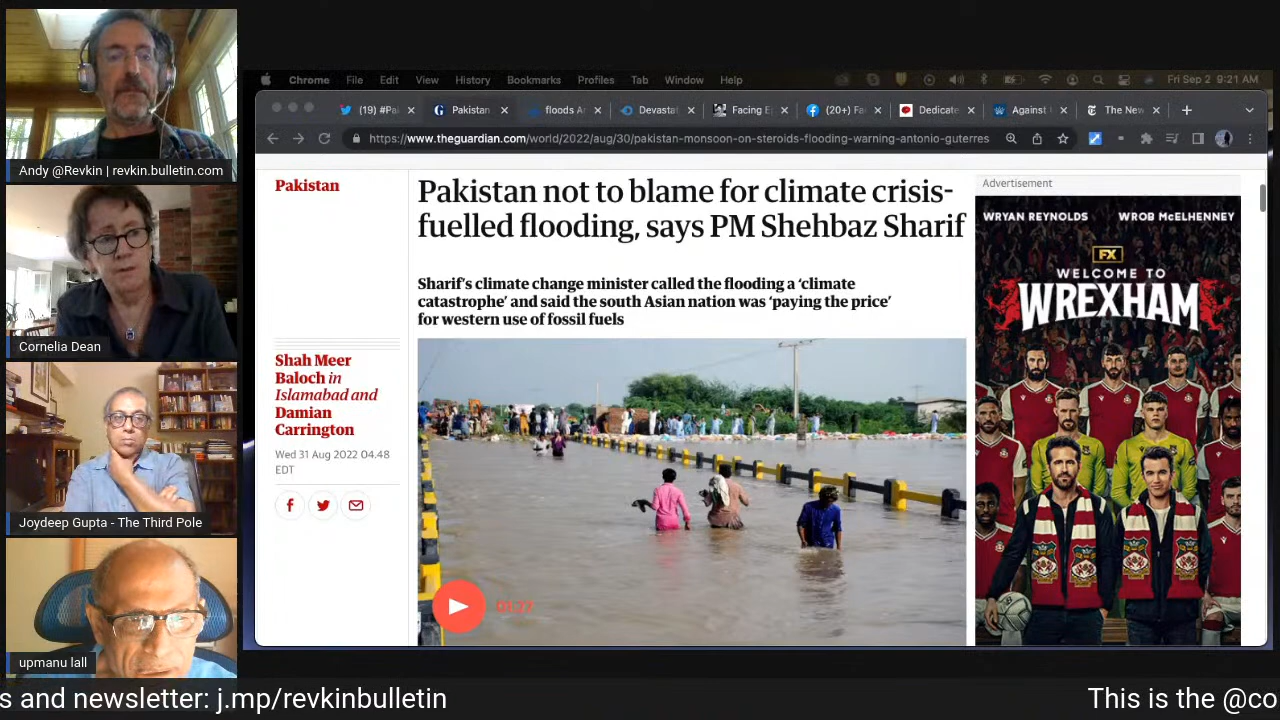 Andy @Revkin | revkin.bulletin.com
Cornelia Dean
Joydeep Gupta - The Third Pole
upmanu lall
Chrome File Edit View History Bookmarks Profiles Tab Window Help
Fri Sep 2 9:21 AM
(19) #Pa
Pakistan
floods A
Devastat
Facing E
(20+) Fa
Dedicate
Against
The New
https://www.theguardian.com/world/2022/aug/30/pakistan-monsoon-on-steroids-flooding-warning-antonio-guterres
Pakistan
Pakistan not to blame for climate crisis-
fuelled flooding, says PM Shehbaz Sharif
Sharif's climate change minister called the flooding a ‘climate
catastrophe’ and said the south Asian nation was ‘paying the price’
for western use of fossil fuels
Shah Meer
Baloch in
Islamabad and
Damian
Carrington
Wed 31 Aug 2022 04.48
EDT
Advertisement
WRYAN REYNOLDS WROB McELHENNEY
FX
WELCOME TO
WREXHAM
s and newsletter: j.mp/revkinbulletin
This is the @co